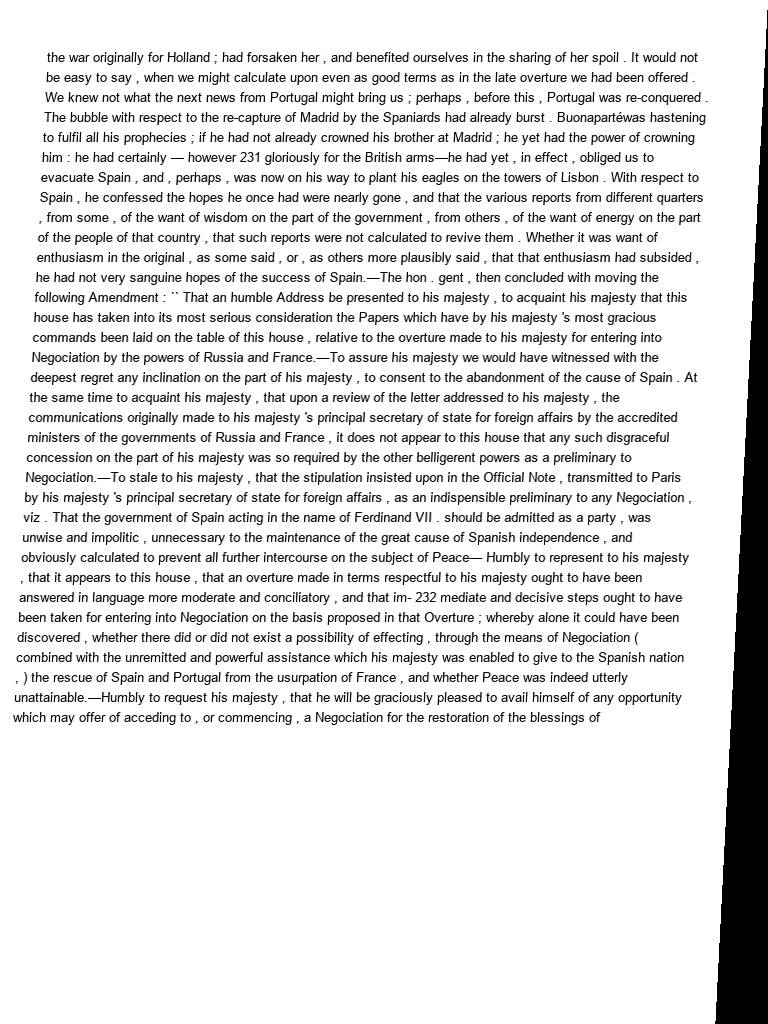 the war originally for Holland ; had forsaken her , and benefited ourselves in the sharing of her spoil . It would not
be easy to say , when we might calculate upon even as good terms as in the late overture we had been offered .
We knew not what the next news from Portugal might bring us ; perhaps , before this , Portugal was re-conquered .
The bubble with respect to the re-capture of Madrid by the Spaniards had already burst . Buonapartéwas hastening
to fulfil all his prophecies ; if he had not already crowned his brother at Madrid ; he yet had the power of crowning
him : he had certainly — however 231 gloriously for the British arms—he had yet , in effect , obliged us to
evacuate Spain , and , perhaps , was now on his way to plant his eagles on the towers of Lisbon . With respect to
Spain , he confessed the hopes he once had were nearly gone , and that the various reports from different quarters
, from some , of the want of wisdom on the part of the government , from others , of the want of energy on the part
of the people of that country , that such reports were not calculated to revive them . Whether it was want of
enthusiasm in the original , as some said , or , as others more plausibly said , that that enthusiasm had subsided ,
he had not very sanguine hopes of the success of Spain.—The hon . gent , then concluded with moving the
following Amendment : `` That an humble Address be presented to his majesty , to acquaint his majesty that this
house has taken into its most serious consideration the Papers which have by his majesty 's most gracious
commands been laid on the table of this house , relative to the overture made to his majesty for entering into
Negociation by the powers of Russia and France.—To assure his majesty we would have witnessed with the
deepest regret any inclination on the part of his majesty , to consent to the abandonment of the cause of Spain . At
the same time to acquaint his majesty , that upon a review of the letter addressed to his majesty , the
communications originally made to his majesty 's principal secretary of state for foreign affairs by the accredited
ministers of the governments of Russia and France , it does not appear to this house that any such disgraceful
concession on the part of his majesty was so required by the other belligerent powers as a preliminary to
Negociation.—To stale to his majesty , that the stipulation insisted upon in the Official Note , transmitted to Paris
by his majesty 's principal secretary of state for foreign affairs , as an indispensible preliminary to any Negociation ,
viz . That the government of Spain acting in the name of Ferdinand VII . should be admitted as a party , was
unwise and impolitic , unnecessary to the maintenance of the great cause of Spanish independence , and
obviously calculated to prevent all further intercourse on the subject of Peace— Humbly to represent to his majesty
, that it appears to this house , that an overture made in terms respectful to his majesty ought to have been
answered in language more moderate and conciliatory , and that im- 232 mediate and decisive steps ought to have
been taken for entering into Negociation on the basis proposed in that Overture ; whereby alone it could have been
discovered , whether there did or did not exist a possibility of effecting , through the means of Negociation (
combined with the unremitted and powerful assistance which his majesty was enabled to give to the Spanish nation
, ) the rescue of Spain and Portugal from the usurpation of France , and whether Peace was indeed utterly
unattainable.—Humbly to request his majesty , that he will be graciously pleased to avail himself of any opportunity
which may offer of acceding to , or commencing , a Negociation for the restoration of the blessings of